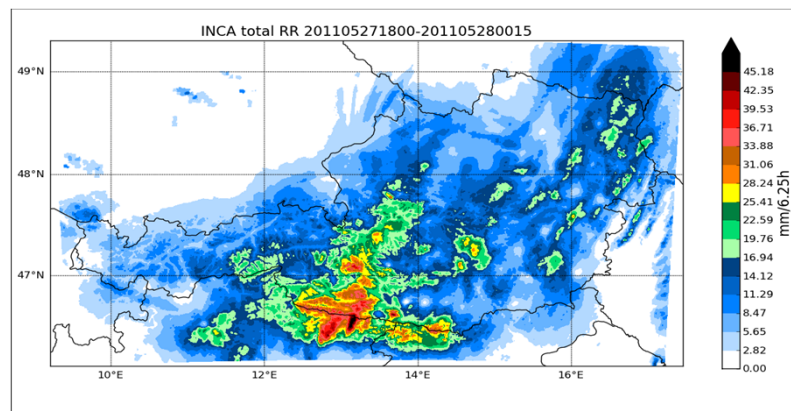 INCA total RR 201105271800-201105280015
49°N
48°N
47°N
10°E
12°E
14°E
16°E
45.18
42.35
39.53
36.71
33.88
31.06
28.24
25.41
22.59
19.76
16.94
14.12
11.29
8.47
5.65
2.82
0.00
mm/6.25h